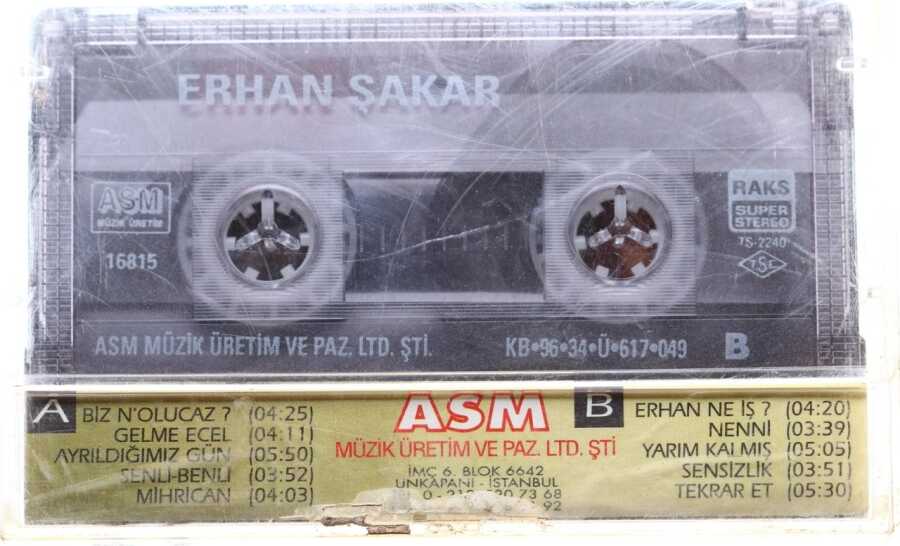 ERHAN ŞAKAR
ASM
MÜZİK ÜRETİM
16815
RAKS
SUPER
STEREO
TS-2240
TSE
ASM MÜZİK ÜRETİM VE PAZ. LTD. ŞTİ.
KB•96•34•Ü•617•049
B
A
BİZ N'OLUCAZ ? (04:25)
GELME ECEL (04:11)
AYRILDIĞIMIZ GÜN (05:50)
SENLİ-BENLİ (03:52)
MİHRİCAN (04:03)
ASM
MÜZİK ÜRETİM VE PAZ. LTD. ŞTİ
İMÇ 6. BLOK 6642
UNKAPANI - İSTANBUL
73 68
92
B
ERHAN NE İŞ ? (04:20)
NENNİ (03:39)
YARIM KALMIŞ (05:05)
SENSİZLİK (03:51)
TEKRAR ET (05:30)